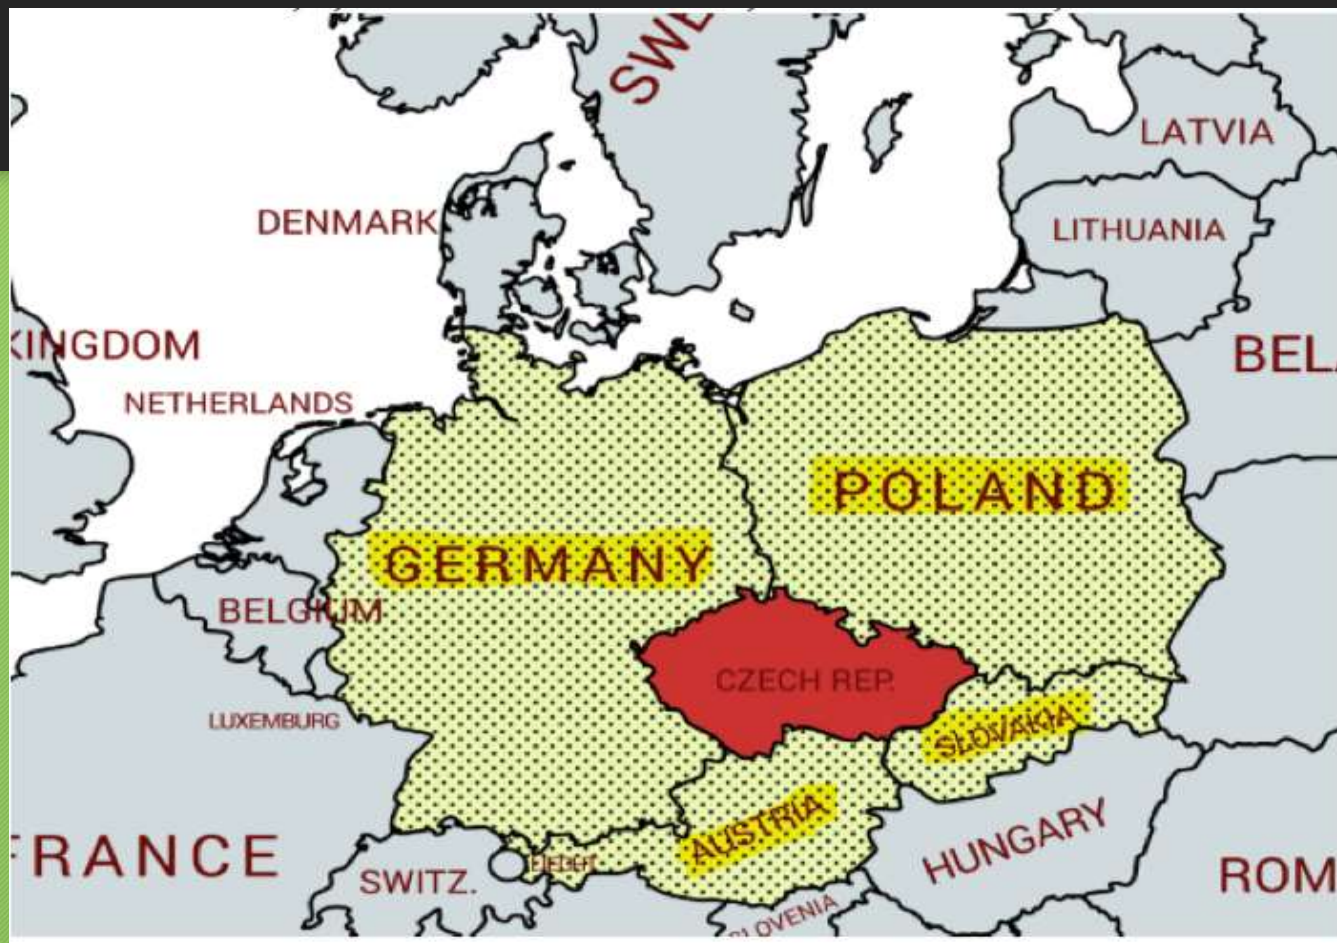 SWE
LATVIA
DENMARK
LITHUANIA
KINGDOM
BEL
NETHERLANDS
POLAND
GERMANY
BELGIUM
CZECH REP.
LUXEMBURG
SLOVAKIA
AUSTRIA
HUNGARY
FRANCE
SWITZ.
ROM
SLOVENIA